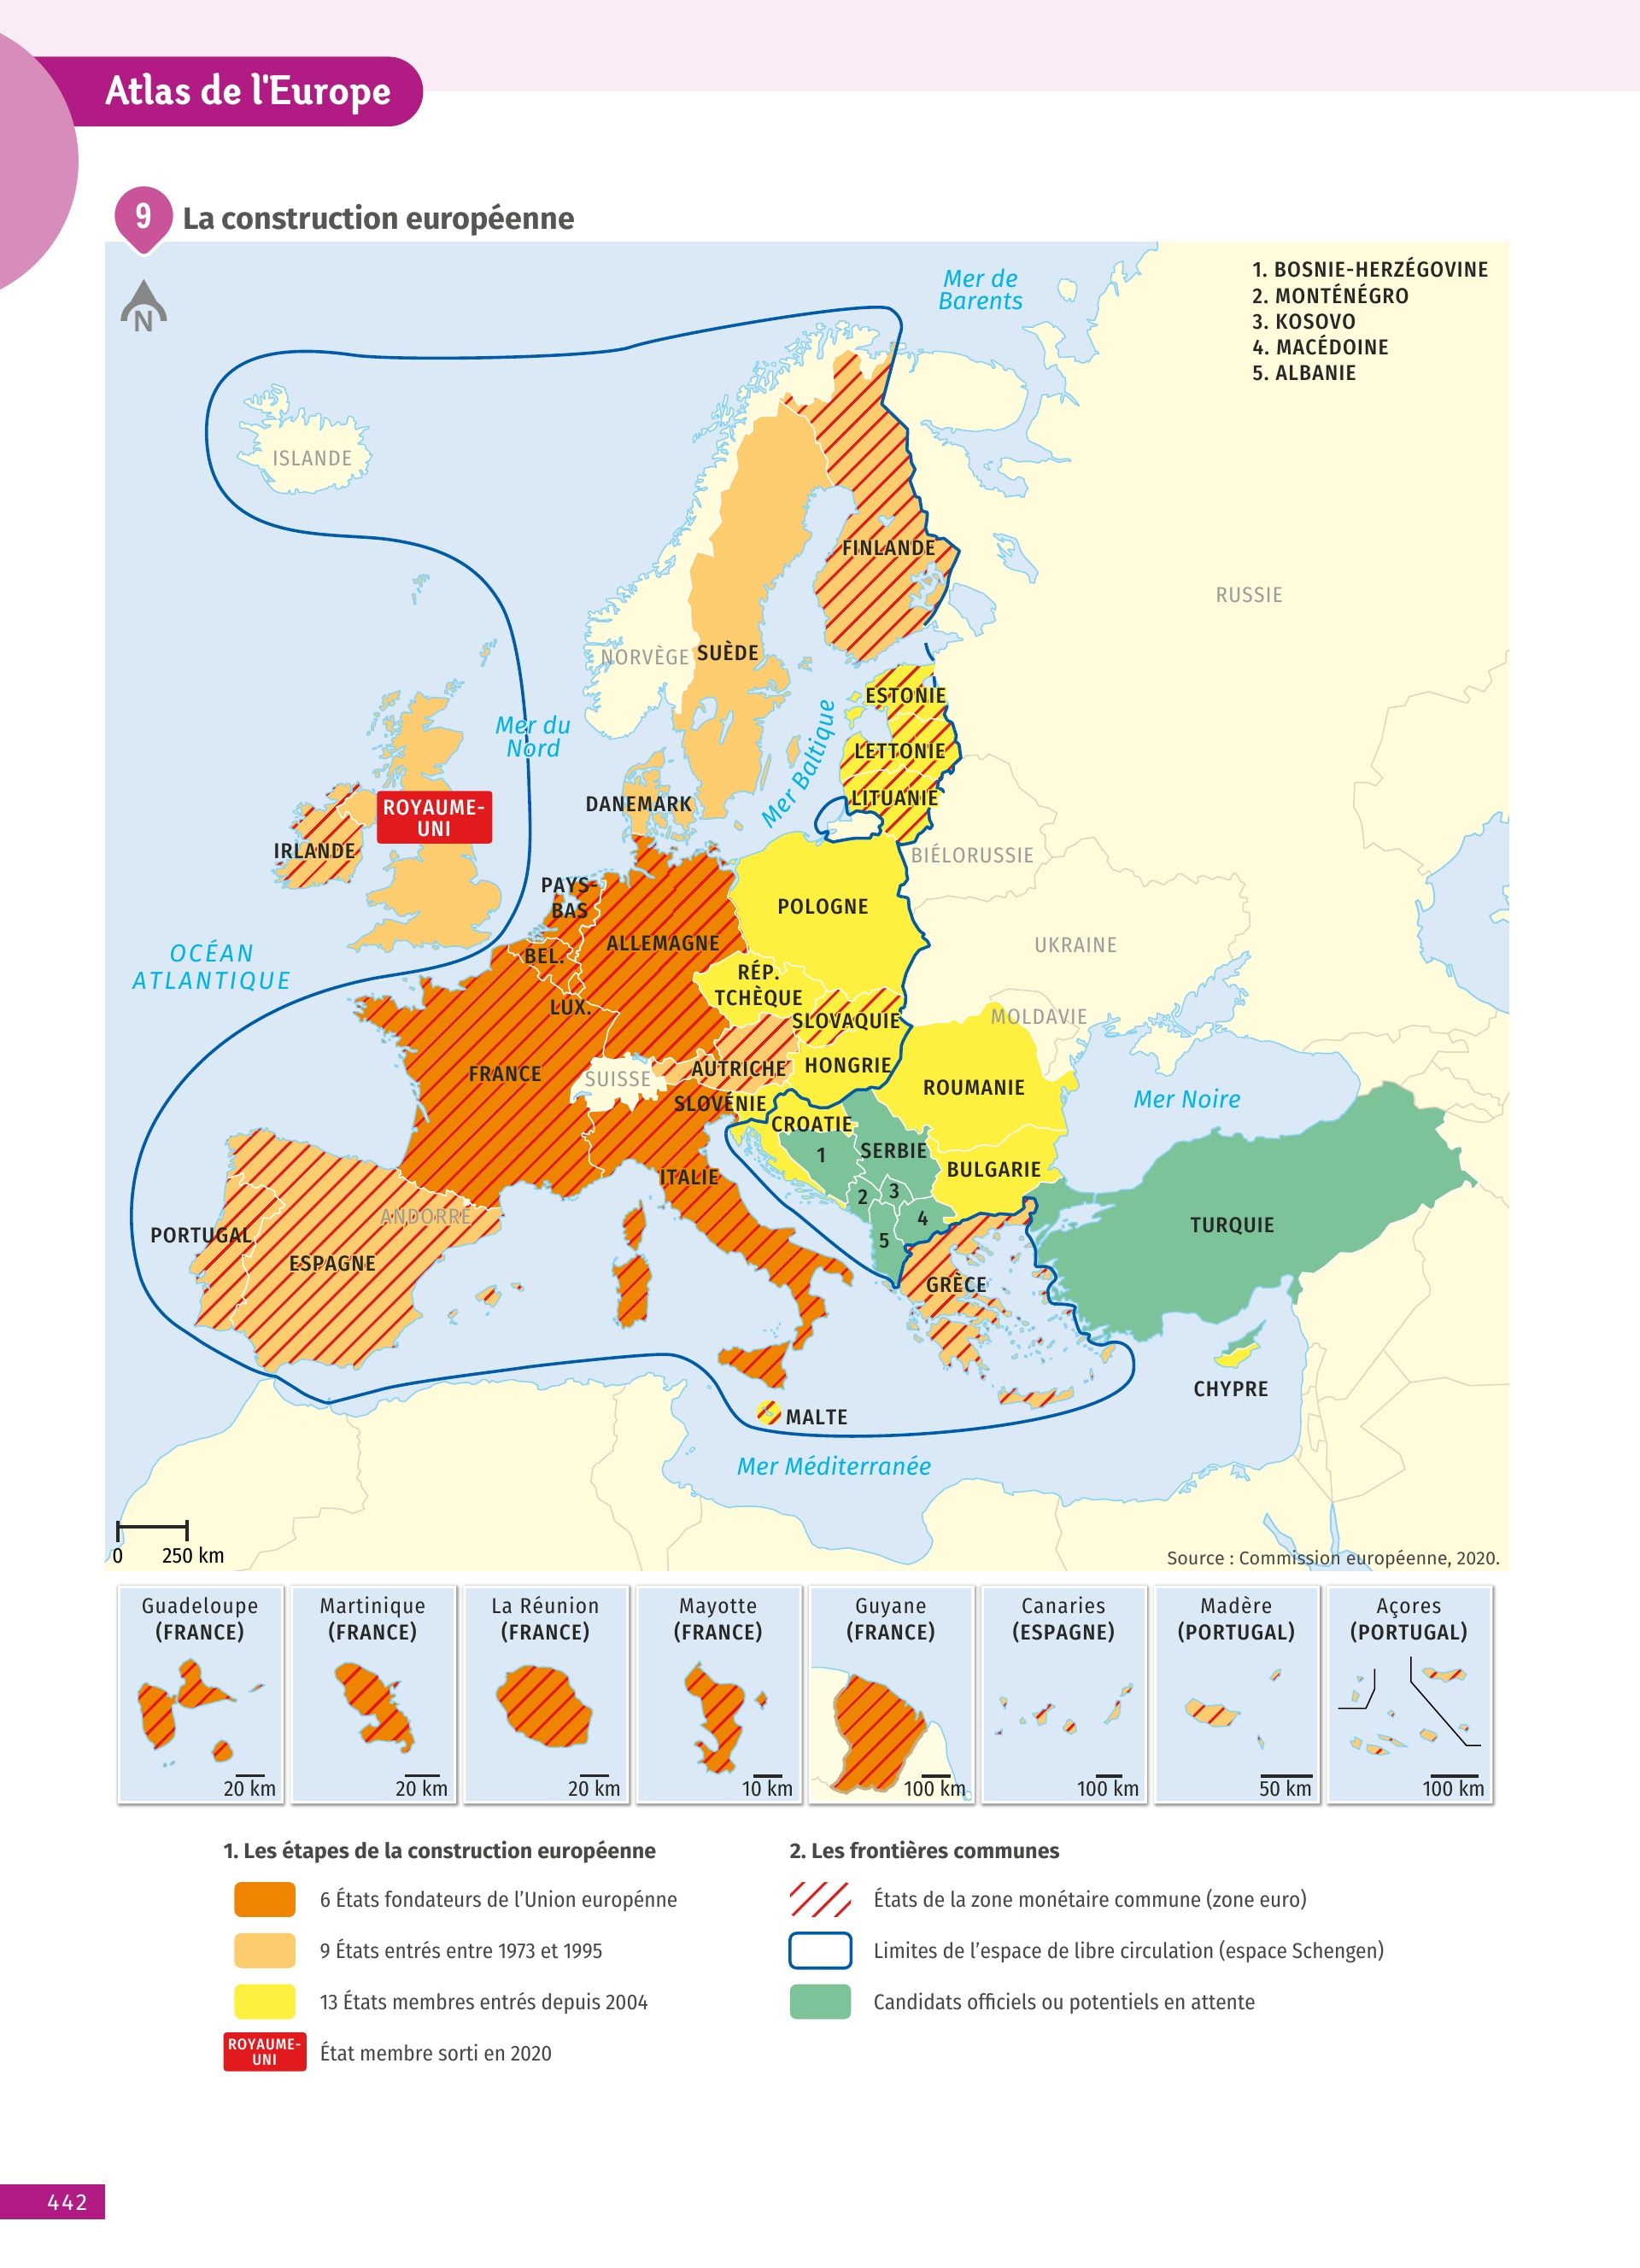 Atlas de l'Europe
9
La construction européenne
N
Mer de
Barents
1. BOSNIE-HERZÉGOVINE
2. MONTÉNÉGRO
3. KOSOVO
4. MACÉDOINE
5. ALBANIE
ISLANDE
FINLANDE
RUSSIE
NORVÈGE
SUÈDE
ESTONIE
Mer du
Nord
Mer Baltique
LETTONIE
LITUANIE
DANEMARK
ROYAUME-
UNI
IRLANDE
BIÉLORUSSIE
PAYS-
BAS
POLOGNE
ALLEMAGNE
UKRAINE
OCÉAN
ATLANTIQUE
BEL.
RÉP.
TCHÈQUE
LUX.
SLOVAQUIE
MOLDAVIE
FRANCE
SUISSE
AUTRICHE
HONGRIE
ROUMANIE
Mer Noire
SLOVÉNIE
CROATIE
1
SERBIE
BULGARIE
ITALIE
2
3
ANDORRE
4
PORTUGAL
5
TURQUIE
ESPAGNE
GRÈCE
CHYPRE
MALTE
Mer Méditerranée
0
250 km
Source : Commission européenne, 2020.
Guadeloupe
(FRANCE)
20 km
Martinique
(FRANCE)
20 km
La Réunion
(FRANCE)
20 km
Mayotte
(FRANCE)
10 km
Guyane
(FRANCE)
100 km
Canaries
(ESPAGNE)
100 km
Madère
(PORTUGAL)
50 km
Açores
(PORTUGAL)
100 km
1. Les étapes de la construction européenne
6 États fondateurs de l’Union europénne
9 États entrés entre 1973 et 1995
13 États membres entrés depuis 2004
ROYAUME-
UNI
État membre sorti en 2020
2. Les frontières communes
États de la zone monétaire commune (zone euro)
Limites de l’espace de libre circulation (espace Schengen)
Candidats officiels ou potentiels en attente
442